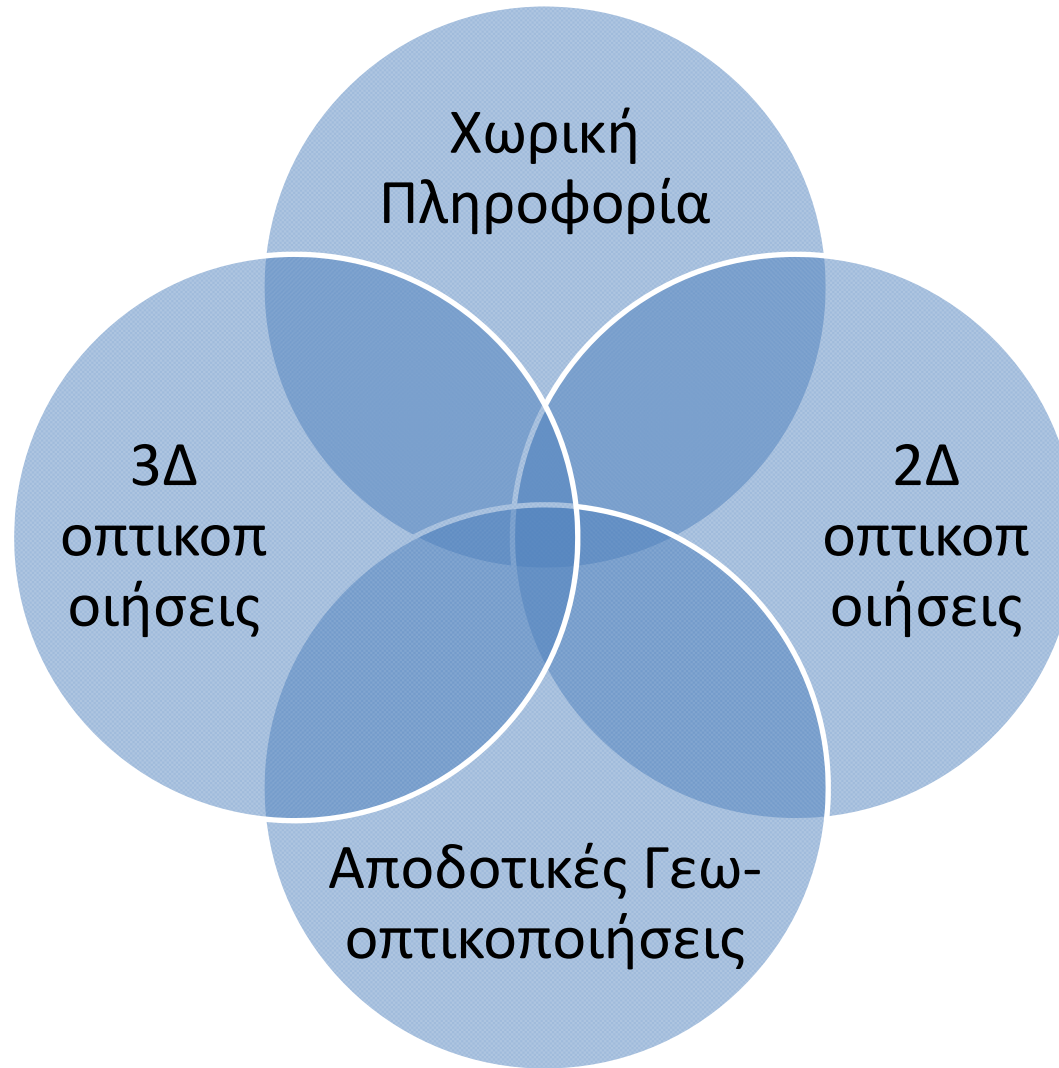 Χωρική
Πληροφορία
3Δ
οπτικοπ
οιήσεις
2Δ
οπτικοπ
οιήσεις
Αποδοτικές Γεω-
οπτικοποιήσεις